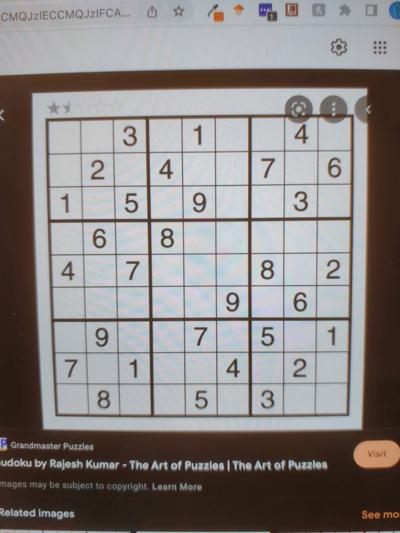 CMQJzIECCMQJzIFCA...
1
3 1 4
2 4 7 6
1 5 9 3
6 8
4 7 8 2
9 6
9 7 5 1
7 1 4 2
8 5 3
Grandmaster Puzzles
Visit
udoku by Rajesh Kumar - The Art of Puzzles | The Art of Puzzles
mages may be subject to copyright. Learn More
Related images
See mo